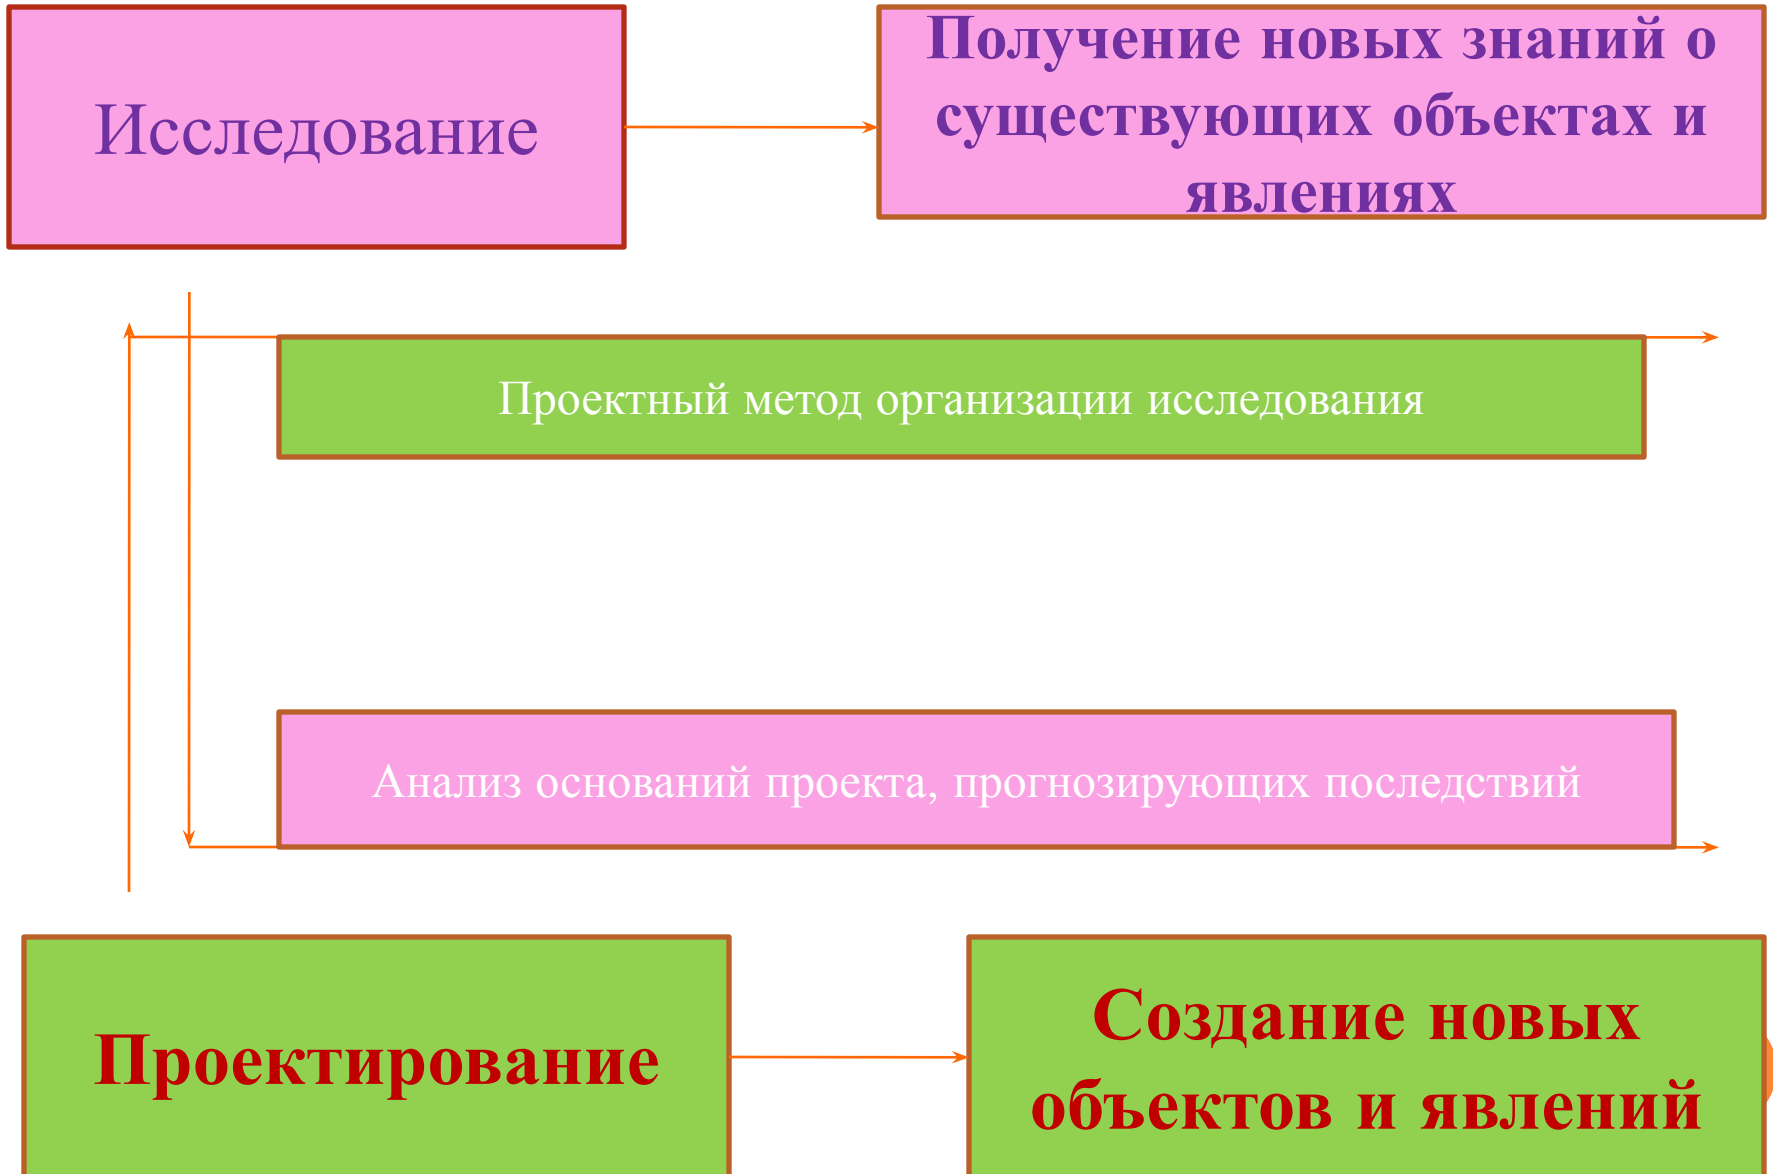 Исследование
Получение новых знаний о
существующих объектах и
явлениях
Проектный метод организации исследования
Анализ оснований проекта, прогнозирующих последствий
Проектирование
Создание новых
объектов и явлений